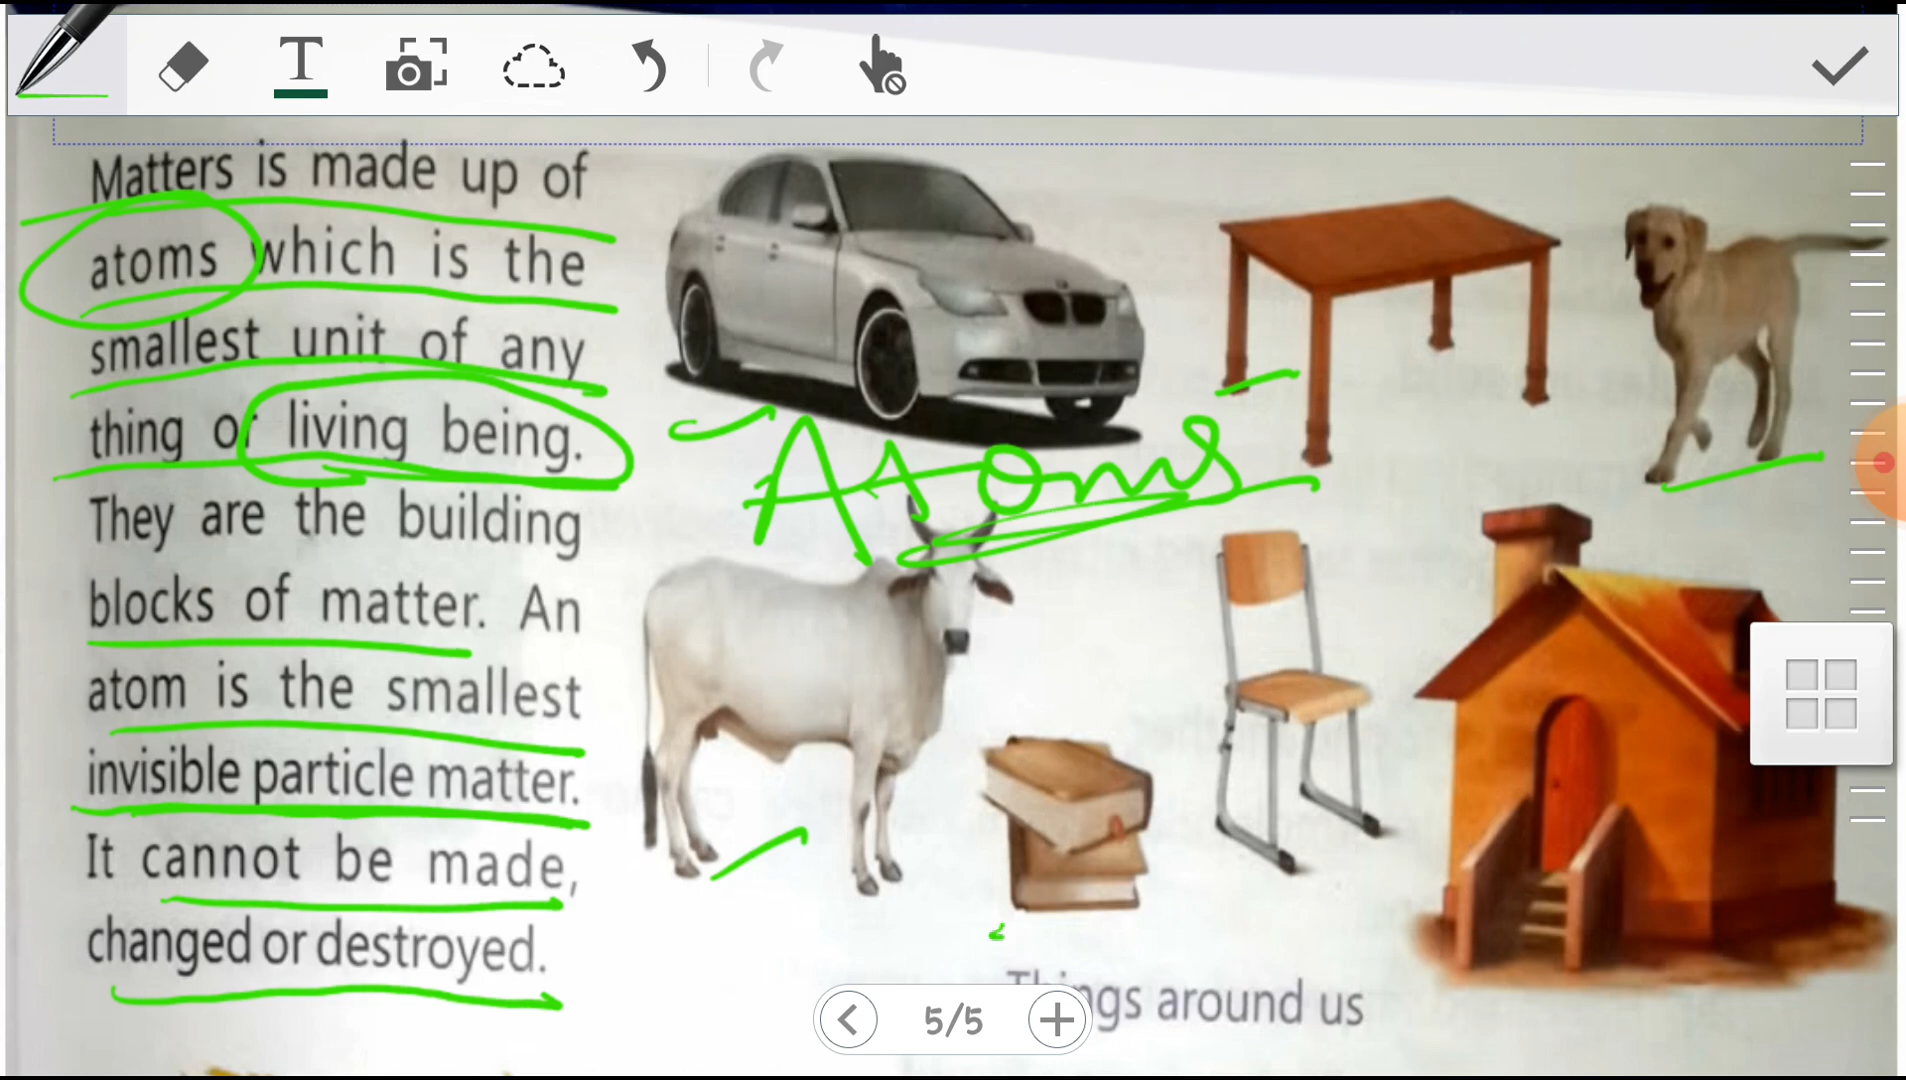 T
Matters is made up of
atoms which is the
smallest unit of any
thing or living being.
They are the building
blocks of matter. An
atom is the smallest
invisible particle matter.
It cannot be made,
changed or destroyed.
Atoms
Things around us
5/5